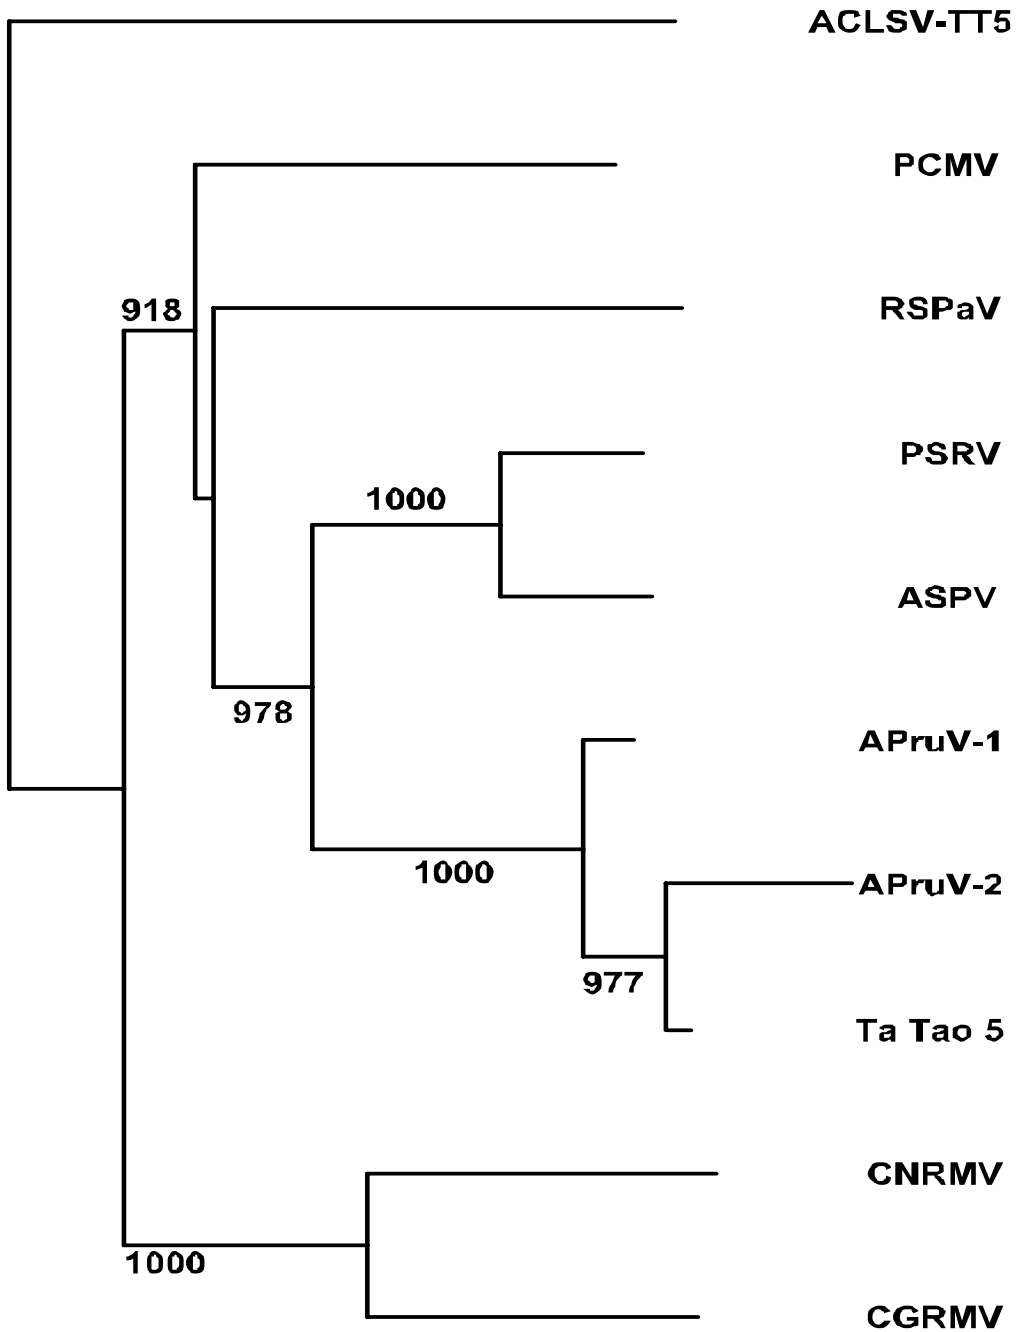 ACLSV-TT5
PCMV
918
RSPaV
PSRV
1000
ASPV
978
APruV-1
1000
APruV-2
977
Ta Tao 5
CNRMV
1000
CGRMV